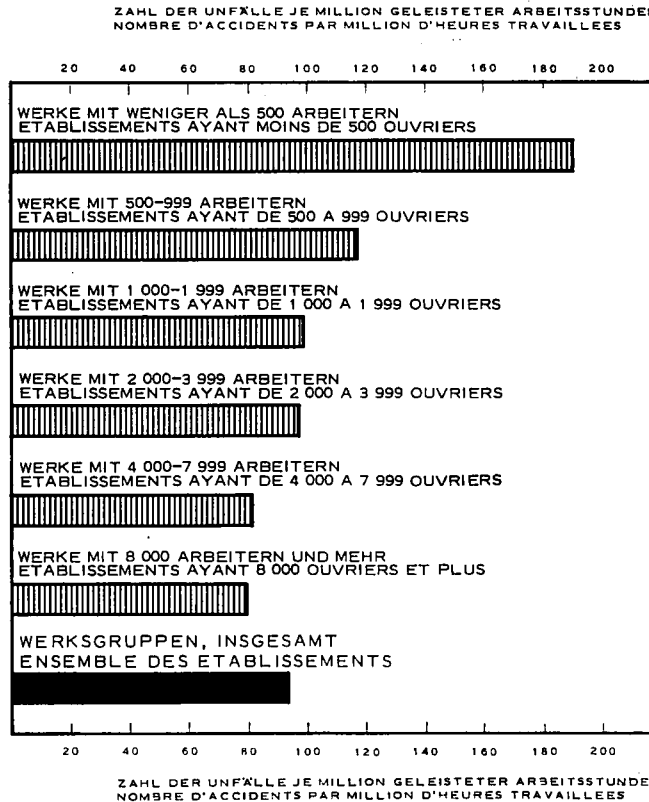 ZAHL DER UNFÄLLE JE MILLION GELEISTETER ARBEITSSTUNDE
NOMBRE D'ACCIDENTS PAR MILLION D'HEURES TRAVAILLEES
20 40 60 80 100 120 140 160 180 200
WERKE MIT WENIGER ALS 500 ARBEITERN
ETABLISSEMENTS AYANT MOINS DE 500 OUVRIERS
WERKE MIT 500-999 ARBEITERN
ETABLISSEMENTS AYANT DE 500 A 999 OUVRIERS
WERKE MIT 1 000-1 999 ARBEITERN
ETABLISSEMENTS AYANT DE 1 000 A 1 999 OUVRIERS
WERKE MIT 2 000-3 999 ARBEITERN
ETABLISSEMENTS AYANT DE 2 000 A 3 999 OUVRIERS
WERKE MIT 4 000-7 999 ARBEITERN
ETABLISSEMENTS AYANT DE 4 000 A 7 999 OUVRIERS
WERKE MIT 8 000 ARBEITERN UND MEHR
ETABLISSEMENTS AYANT 8 000 OUVRIERS ET PLUS
WERKSGRUPPEN, INSGESAMT
ENSEMBLE DES ETABLISSEMENTS
20 40 60 80 100 120 140 160 180 200
ZAHL DER UNFÄLLE JE MILLION GELEISTETER ARBEITSSTUNDE
NOMBRE D'ACCIDENTS PAR MILLION D'HEURES TRAVAILLEES